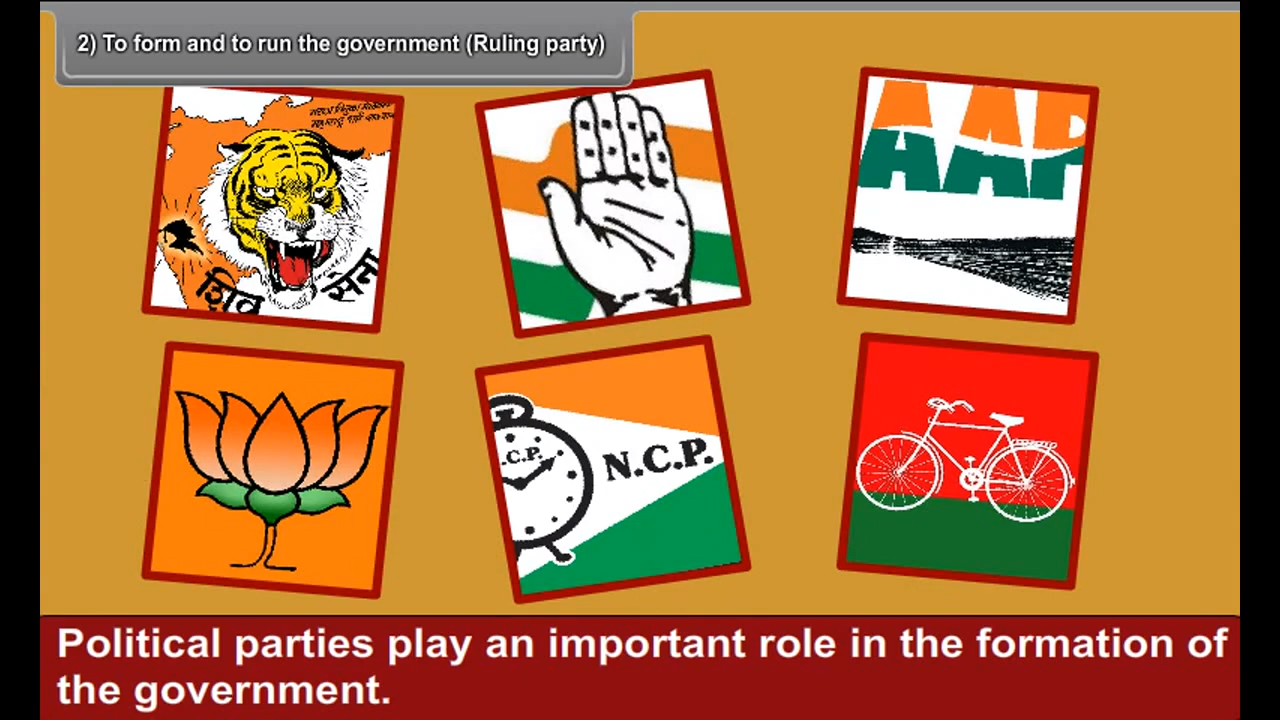 2) To form and to run the government (Ruling party)
शिव सेना
AAP
AAP
C.P.
N.C.P.
Political parties play an important role in the formation of
the government.